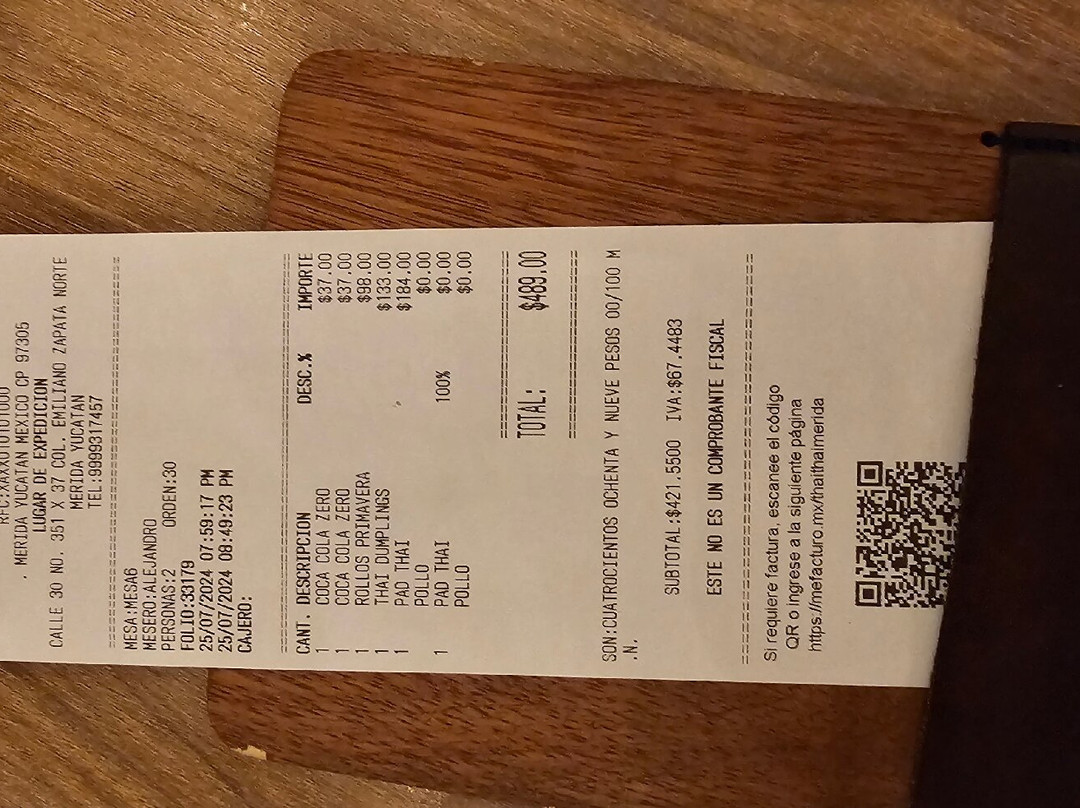 . MERIDA YUCATAN MEXICO CP 97305
LUGAR DE EXPEDICION
CALLE 30 NO. 351 X 37 COL. EMILIANO ZAPATA NORTE
MERIDA YUCATAN
TEL:9999317457
MESA:MESA6
MESERO:ALEJANDRO
PERSONAS:2 ORDEN:30
FOLIO:33179
25/07/2024 07:59:17 PM
25/07/2024 08:49:23 PM
CAJERO:
CANT. DESCRIPCION DESC.% IMPORTE
1 COCA COLA ZERO $37.00
1 COCA COLA ZERO $37.00
1 ROLLOS PRIMAVERA $98.00
1 THAI DUMPLINGS $133.00
1 PAD THAI $184.00
POLLO $0.00
1 PAD THAI 100% $0.00
POLLO $0.00
TOTAL: $489.00
SON:CUATROCIENTOS OCHENTA Y NUEVE PESOS 00/100 M
.N.
SUBTOTAL:$421.5500 IVA:$67.4483
ESTE NO ES UN COMPROBANTE FISCAL
Si requiere factura, escanee el código
QR o ingrese a la siguiente página
https://mefacturo.mx/thaithaimerida